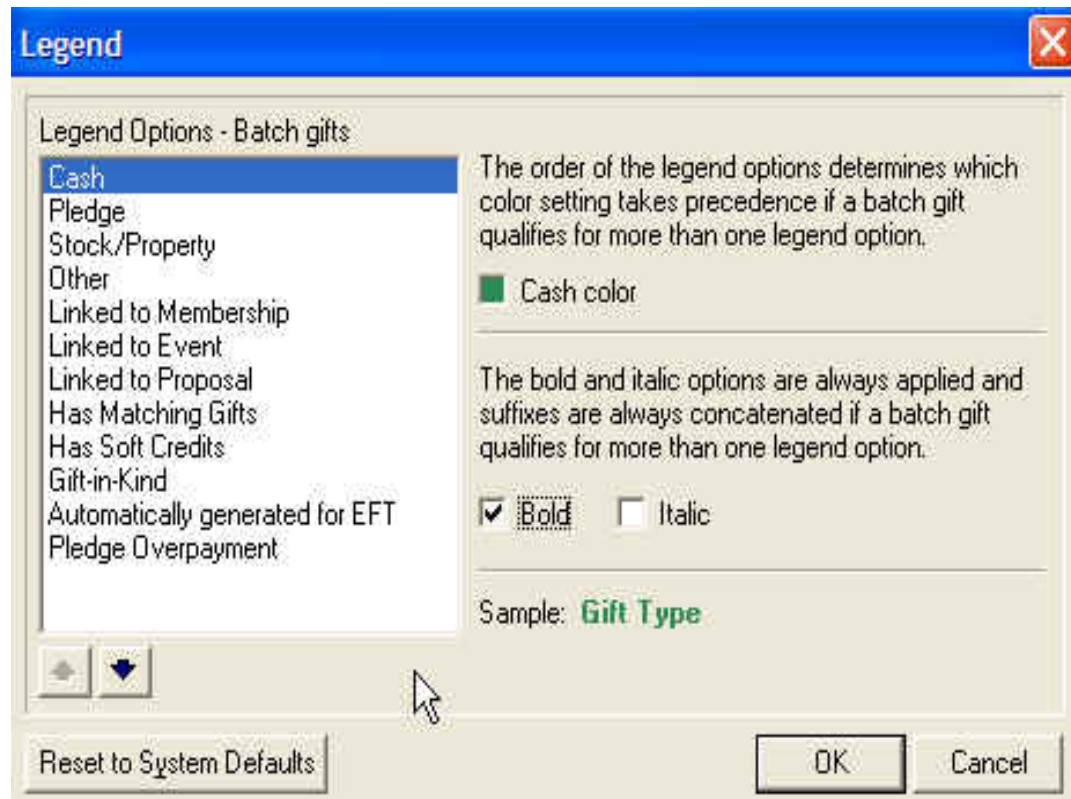 Legend
Legend Options - Batch gifts
Cash
Pledge
Stock/Property
Other
Linked to Membership
Linked to Event
Linked to Proposal
Has Matching Gifts
Has Soft Credits
Gift-in-Kind
Automatically generated for EFT
Pledge Overpayment
The order of the legend options determines which
color setting takes precedence if a batch gift
qualifies for more than one legend option.
Cash color
The bold and italic options are always applied and
suffixes are always concatenated if a batch gift
qualifies for more than one legend option.
Bold Italic
Sample: Gift Type
Reset to System Defaults OK Cancel